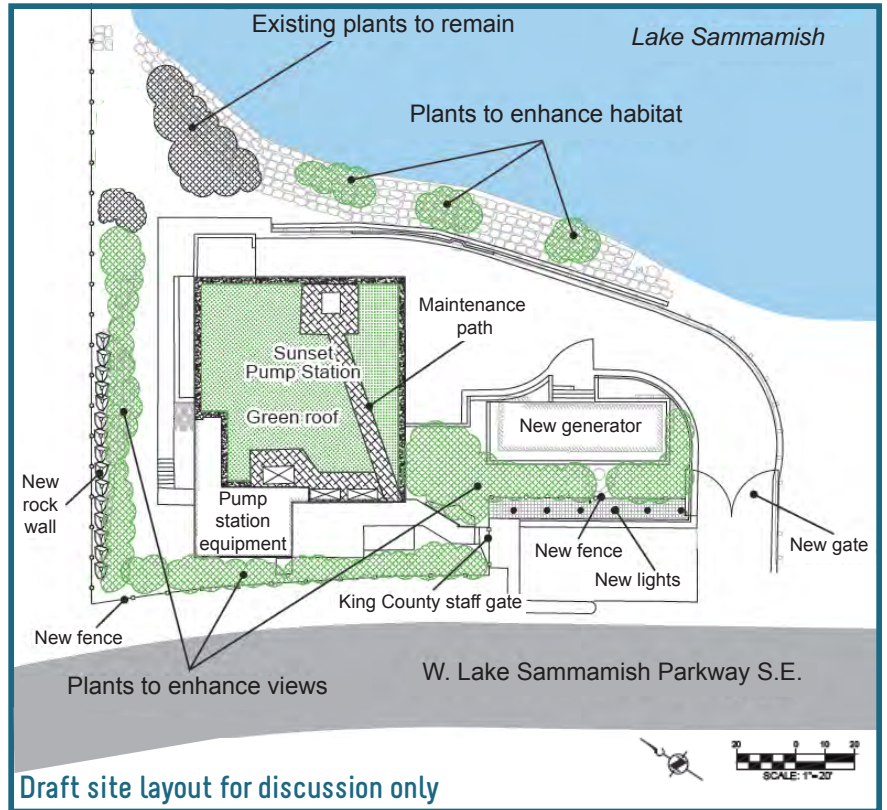 Existing plants to remain
Lake Sammamish
Plants to enhance habitat
Maintenance
path
Sunset
Pump Station
Green roof
New generator
New
rock
wall
Pump
station
equipment
New fence
New lights
New gate
King County staff gate
New fence
Plants to enhance views
W. Lake Sammamish Parkway S.E.
20 0 10 20
SCALE: 1"=20'
Draft site layout for discussion only